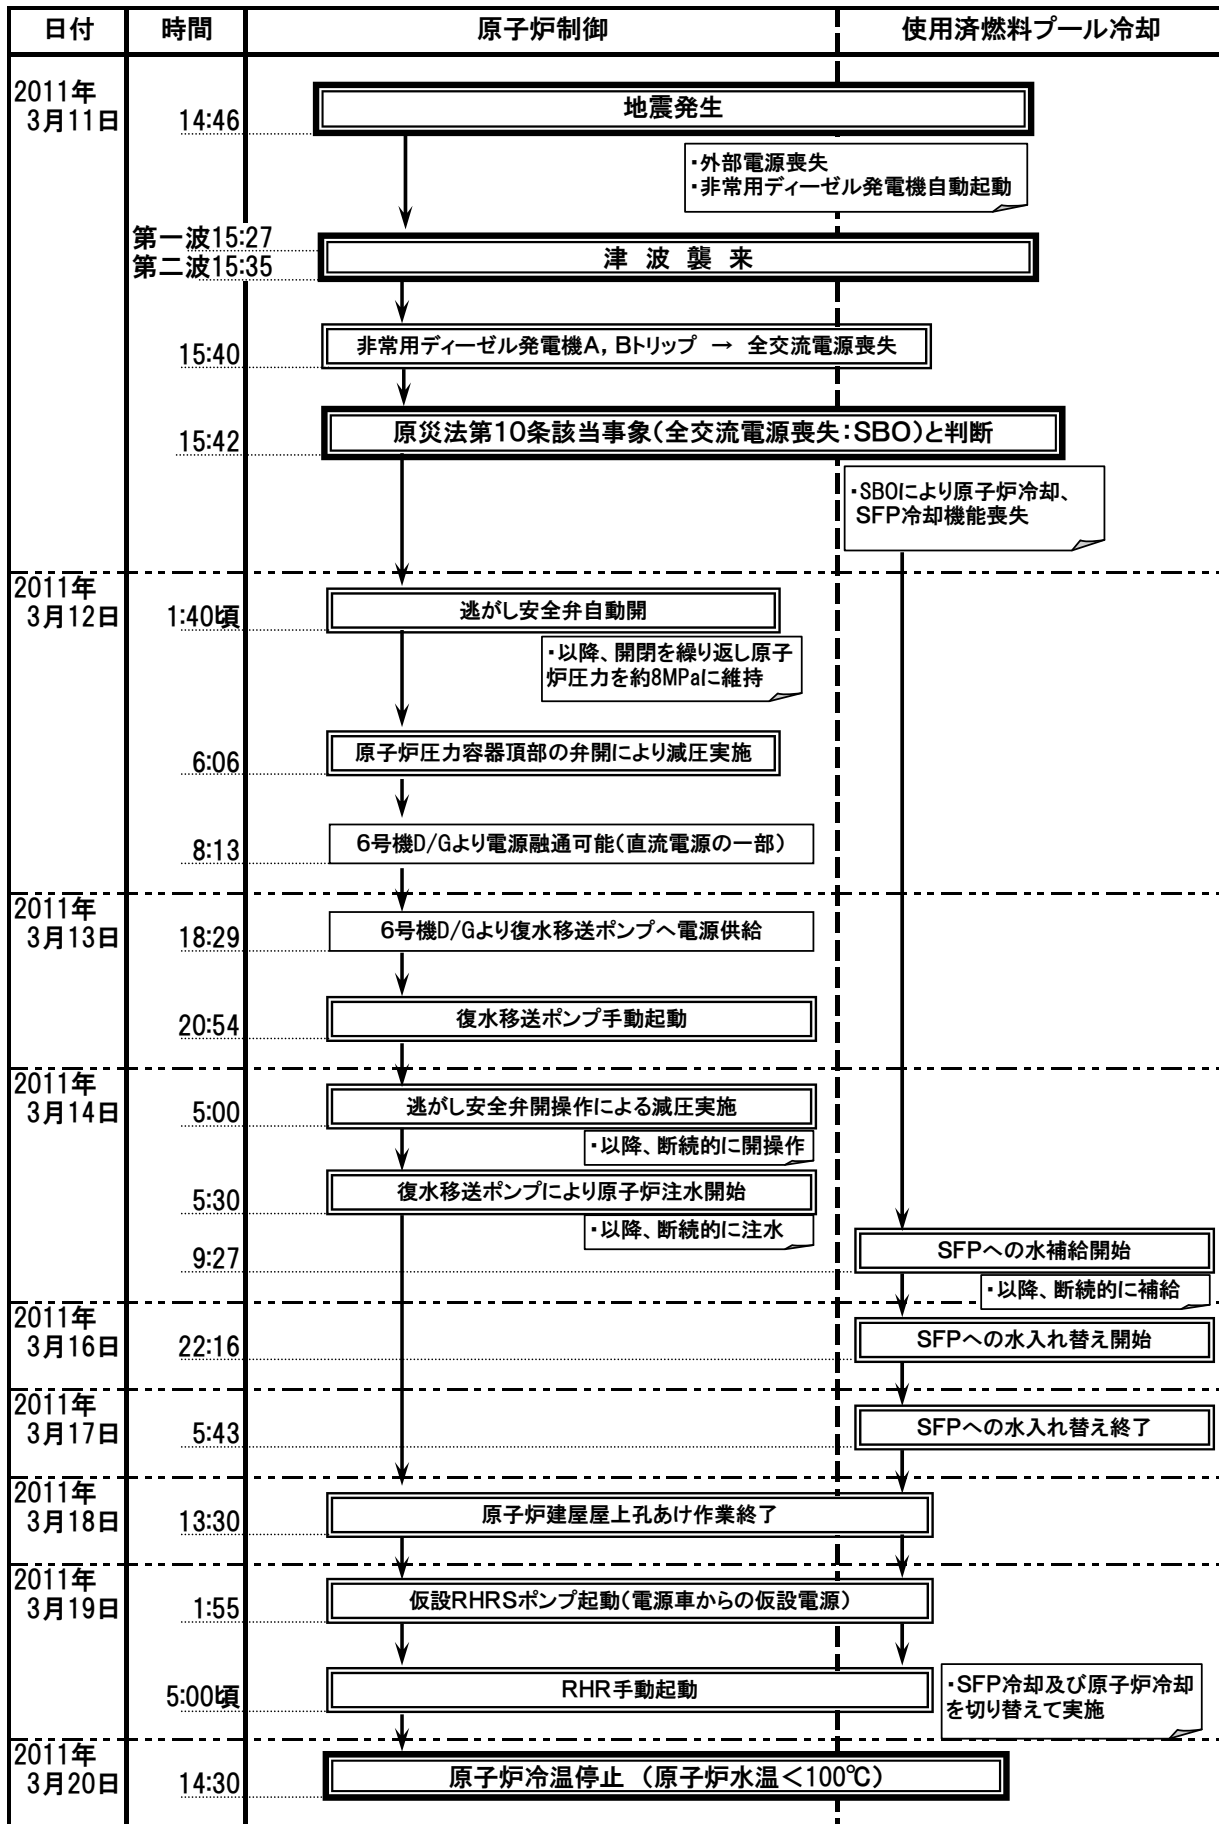 日付 時間 原子炉制御 使用済燃料プール冷却
2011年
3月11日
14:46
地震発生
・外部電源喪失
・非常用ディーゼル発電機自動起動
第一波15:27
第二波15:35
津 波 襲 来
15:40
非常用ディーゼル発電機A，Bトリップ → 全交流電源喪失
15:42
原災法第10条該当事象（全交流電源喪失：SBO）と判断
・SBOにより原子炉冷却、
SFP冷却機能喪失
2011年
3月12日
1:40頃
逃がし安全弁自動開
・以降、開閉を繰り返し原子
炉圧力を約8MPaに維持
6:06
原子炉圧力容器頂部の弁開により減圧実施
8:13
6号機D/Gより電源融通可能（直流電源の一部）
2011年
3月13日
18:29
6号機D/Gより復水移送ポンプへ電源供給
20:54
復水移送ポンプ手動起動
2011年
3月14日
5:00
逃がし安全弁開操作による減圧実施
・以降、断続的に開操作
5:30
復水移送ポンプにより原子炉注水開始
・以降、断続的に注水
9:27
SFPへの水補給開始
・以降、断続的に補給
2011年
3月16日
22:16
SFPへの水入れ替え開始
2011年
3月17日
5:43
SFPへの水入れ替え終了
2011年
3月18日
13:30
原子炉建屋屋上孔あけ作業終了
2011年
3月19日
1:55
仮設RHRSポンプ起動（電源車からの仮設電源）
5:00頃
RHR手動起動
・SFP冷却及び原子炉冷却
を切り替えて実施
2011年
3月20日
14:30
原子炉冷温停止 （原子炉水温＜100℃）